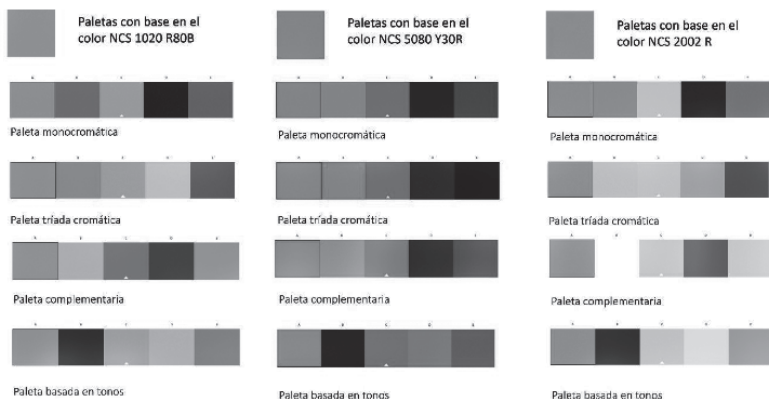 Paletas con base en el
color NCS 1020 R80B
Paleta monocromática
Paleta tríada cromática
Paleta complementaria
Paleta basada en tonos
Paletas con base en el
color NCS 5080 Y30R
Paleta monocromática
Paleta tríada cromática
Paleta complementaria
Paleta basada en tonos
Paletas con base en el
color NCS 2002 R
Paleta monocromática
Paleta tríada cromática
Paleta complementaria
Paleta basada en tonos